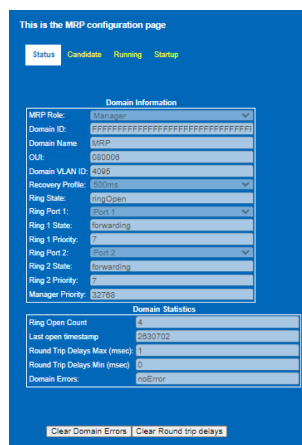 This is the MRP configuration page
Status Candidate Running Startup
Domain Information
MRP Role: Manager
Domain ID: FFFFFFFFFFFFFFFFFFFFFFFFFFFFFFF
Domain Name MRP
OUI: 080006
Domain VLAN ID: 4095
Recovery Profile: 500ms
Ring State: ringOpen
Ring Port 1: Port 1
Ring 1 State: forwarding
Ring 1 Priority: 7
Ring Port 2: Port 2
Ring 2 State: forwarding
Ring 2 Priority: 7
Manager Priority: 32768
Domain Statistics
Ring Open Count 4
Last open timestamp 2630702
Round Trip Delays Max (msec): 1
Round Trip Delays Min (msec) 0
Domain Errors: noError
Clear Domain Errors Clear Round trip delays